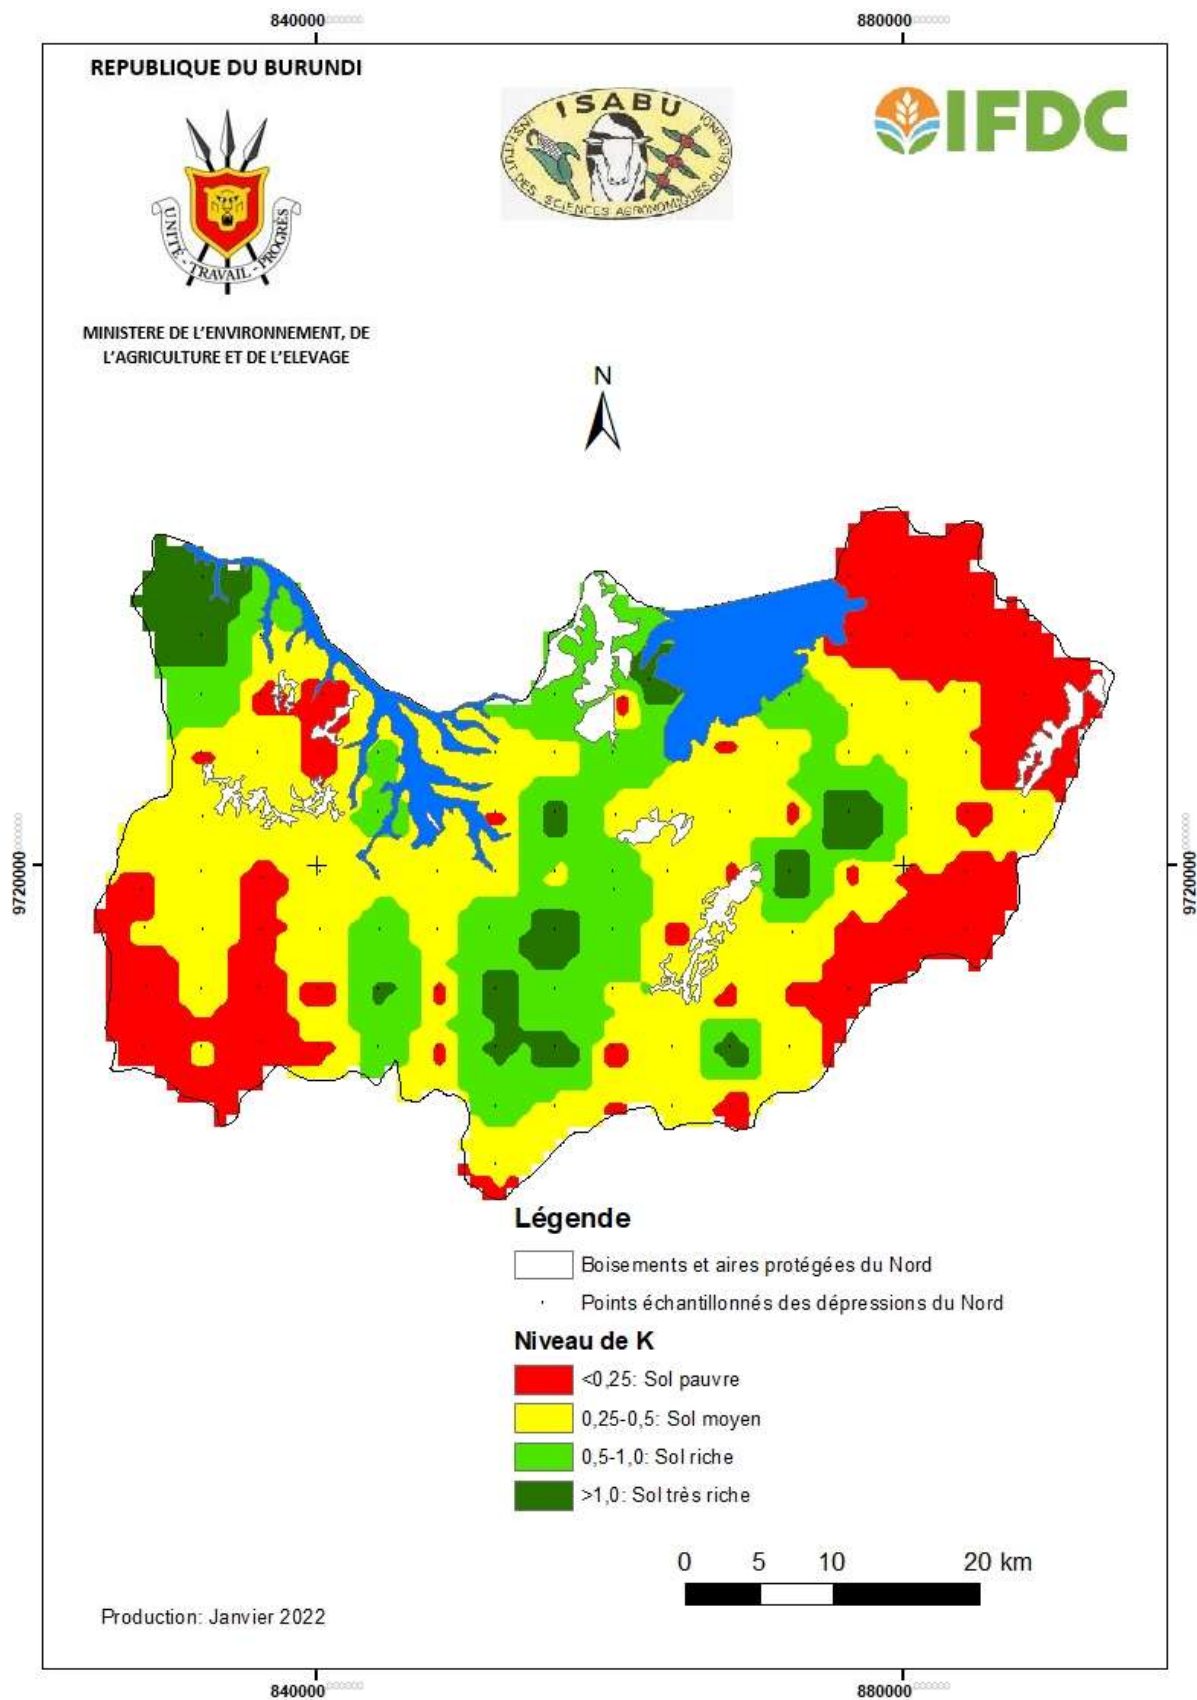 840000 880000
REPUBLIQUE DU BURUNDI
ISABU
INSTITUT DES SCIENCES AGRONOMIQUES DU BURUNDI
IFDC
UNITÉ - TRAVAIL - PROGRÈS
MINISTERE DE L'ENVIRONNEMENT, DE
L'AGRICULTURE ET DE L'ELEVAGE
N
9720000 9720000
Légende
Boisements et aires protégées du Nord
Points échantillonnés des dépressions du Nord
Niveau de K
<0,25: Sol pauvre
0,25-0,5: Sol moyen
0,5-1,0: Sol riche
>1,0: Sol très riche
0 5 10 20 km
Production: Janvier 2022
840000 880000